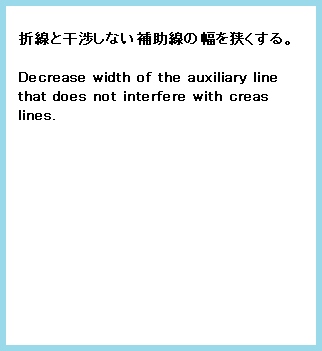 折線と干渉しない補助線の幅を狭くする。
Decrease width of the auxiliary line
that does not interfere with creas
lines.